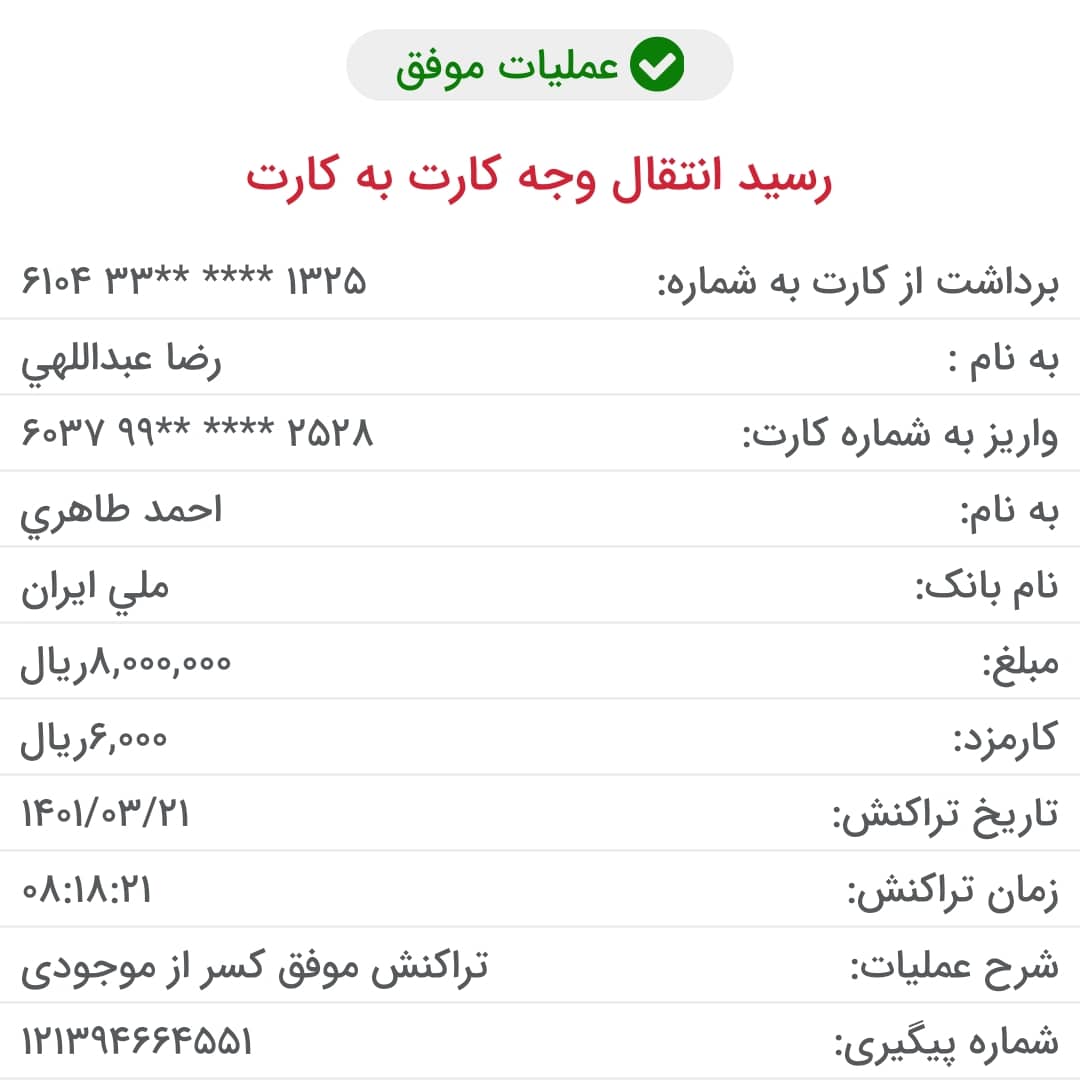 عملیات موفق
رسید انتقال وجه کارت به کارت
برداشت از کارت به شماره: ۶۱۰۴ ۳۳** **** ۱۳۲۵
به نام : رضا عبداللهي
واریز به شماره کارت: ۶۰۳۷ ۹۹** **** ۲۵۲۸
به نام: احمد طاهري
نام بانک: ملي ایران
مبلغ: ۸,۰۰۰,۰۰۰ریال
کارمزد: ۶,۰۰۰ریال
تاریخ تراکنش: ۱۴۰۱/۰۳/۲۱
زمان تراکنش: ۰۸:۱۸:۲۱
شرح عملیات: تراکنش موفق کسر از موجودی
شماره پیگیری: ۱۲۱۳۹۴۶۶۴۵۵۱